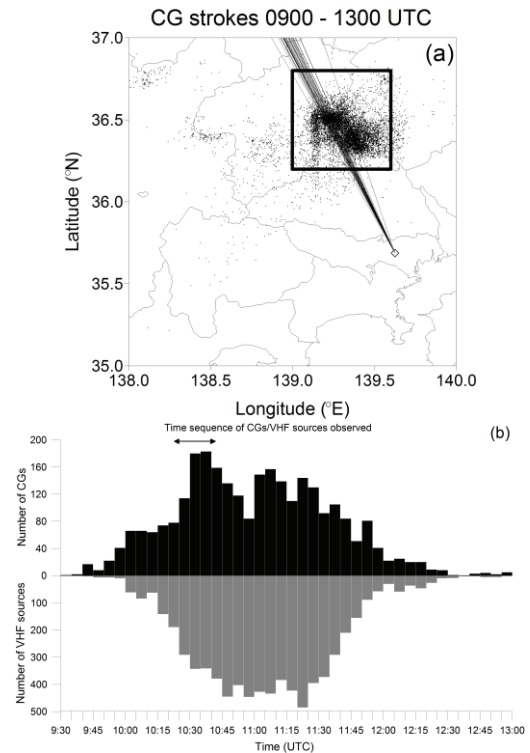 CG strokes 0900 - 1300 UTC
(a)
37.0
36.5
36.0
35.5
35.0
Latitude (°N)
138.0 138.5 139.0 139.5 140.0
Longitude (°E)
Time sequence of CGs/VHF sources observed
(b)
200
160
120
80
40
0
100
200
300
400
500
Number of CGs
Number of VHF sources
9:30 9:45 10:00 10:15 10:30 10:45 11:00 11:15 11:30 11:45 12:00 12:15 12:30 12:45 13:00
Time (UTC)